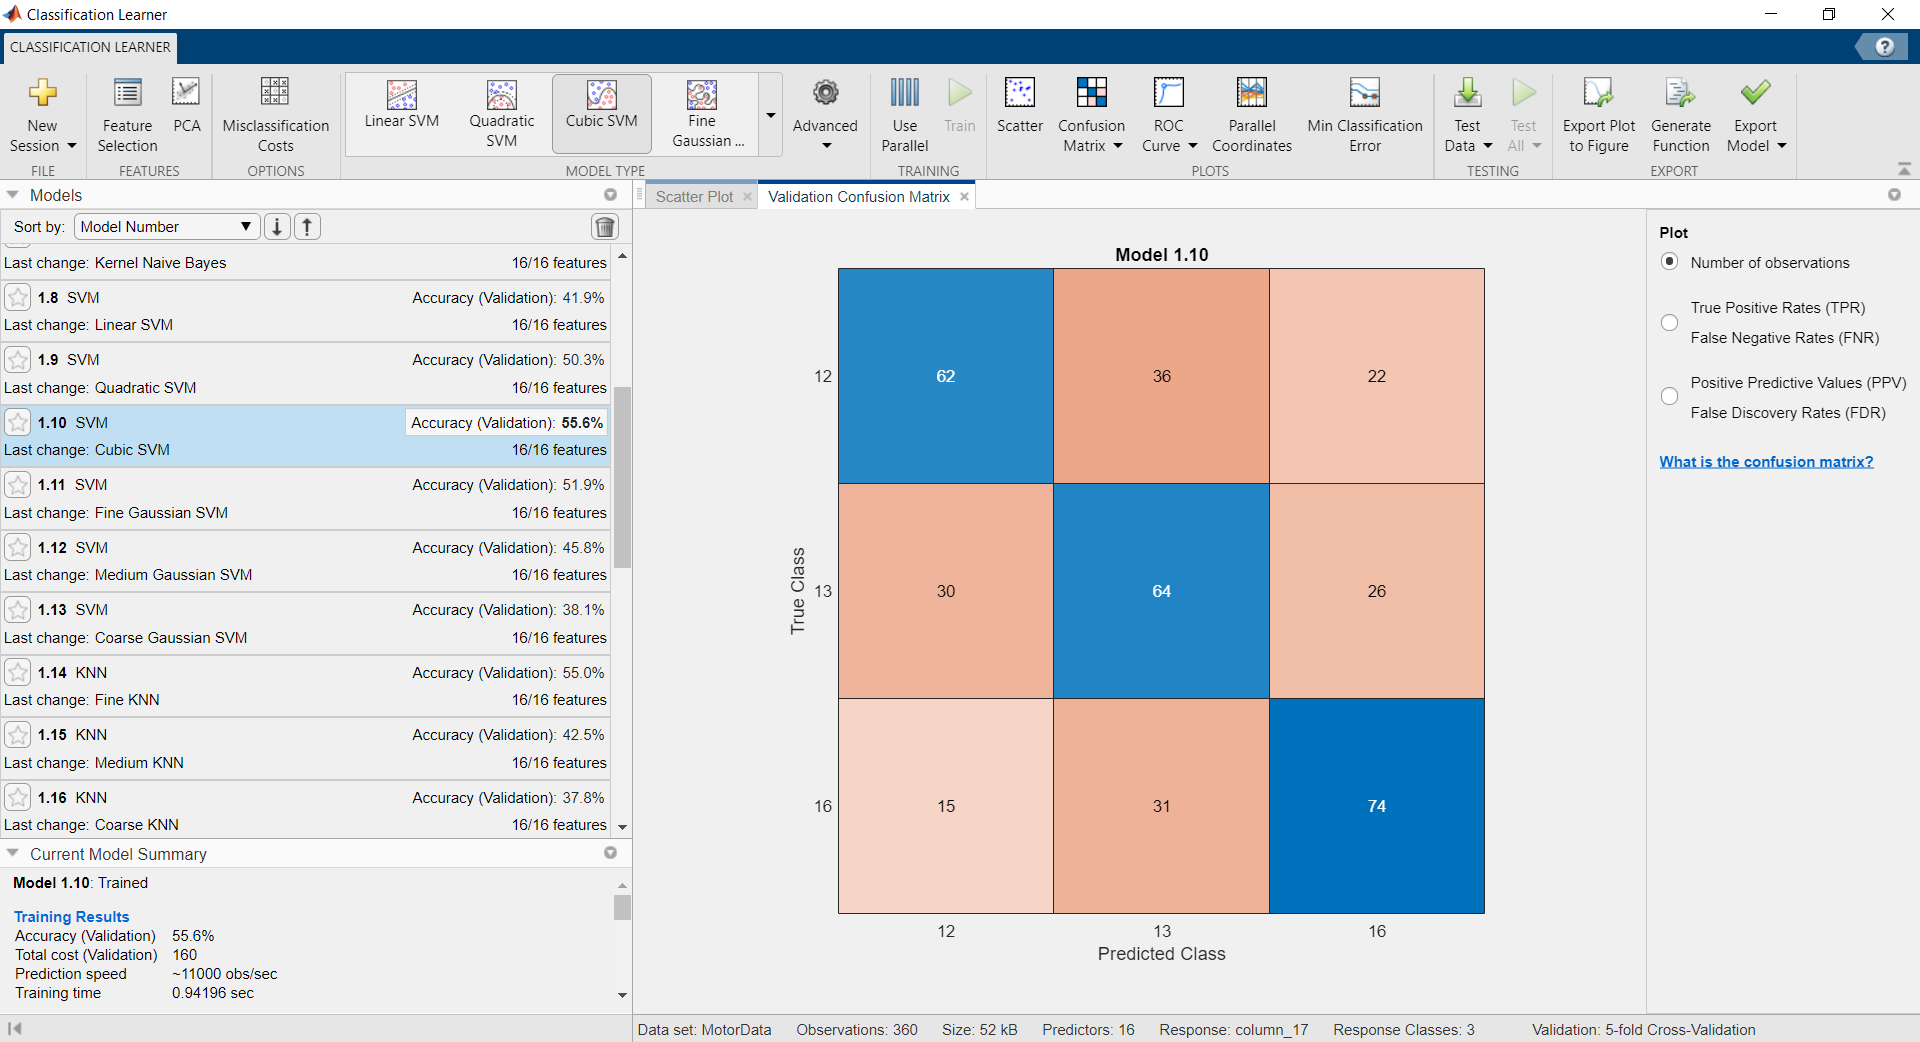 Classification Learner
CLASSIFICATION LEARNER
?
New Session
Feature Selection
PCA
Misclassification Costs
Linear SVM
Quadratic SVM
Cubic SVM
Fine Gaussian ...
Advanced
Use Parallel
Train
Scatter
Confusion Matrix
ROC Curve
Parallel Coordinates
Min Classification Error
Test Data
Test All
Export Plot to Figure
Generate Function
Export Model
FILE
FEATURES
OPTIONS
MODEL TYPE
TRAINING
PLOTS
TESTING
EXPORT
Models
Sort by: Model Number
Last change: Kernel Naive Bayes 16/16 features
1.8 SVM Accuracy (Validation): 41.9%
Last change: Linear SVM 16/16 features
1.9 SVM Accuracy (Validation): 50.3%
Last change: Quadratic SVM 16/16 features
1.10 SVM Accuracy (Validation): 55.6%
Last change: Cubic SVM 16/16 features
1.11 SVM Accuracy (Validation): 51.9%
Last change: Fine Gaussian SVM 16/16 features
1.12 SVM Accuracy (Validation): 45.8%
Last change: Medium Gaussian SVM 16/16 features
1.13 SVM Accuracy (Validation): 38.1%
Last change: Coarse Gaussian SVM 16/16 features
1.14 KNN Accuracy (Validation): 55.0%
Last change: Fine KNN 16/16 features
1.15 KNN Accuracy (Validation): 42.5%
Last change: Medium KNN 16/16 features
1.16 KNN Accuracy (Validation): 37.8%
Last change: Coarse KNN 16/16 features
Current Model Summary
Model 1.10: Trained
Training Results
Accuracy (Validation) 55.6%
Total cost (Validation) 160
Prediction speed ~11000 obs/sec
Training time 0.94196 sec
Scatter Plot
Validation Confusion Matrix
Model 1.10
True Class
12 62 36 22
13 30 64 26
16 15 31 74
12 13 16
Predicted Class
Plot
Number of observations
True Positive Rates (TPR)
False Negative Rates (FNR)
Positive Predictive Values (PPV)
False Discovery Rates (FDR)
What is the confusion matrix?
Data set: MotorData Observations: 360 Size: 52 kB Predictors: 16 Response: column_17 Response Classes: 3 Validation: 5-fold Cross-Validation